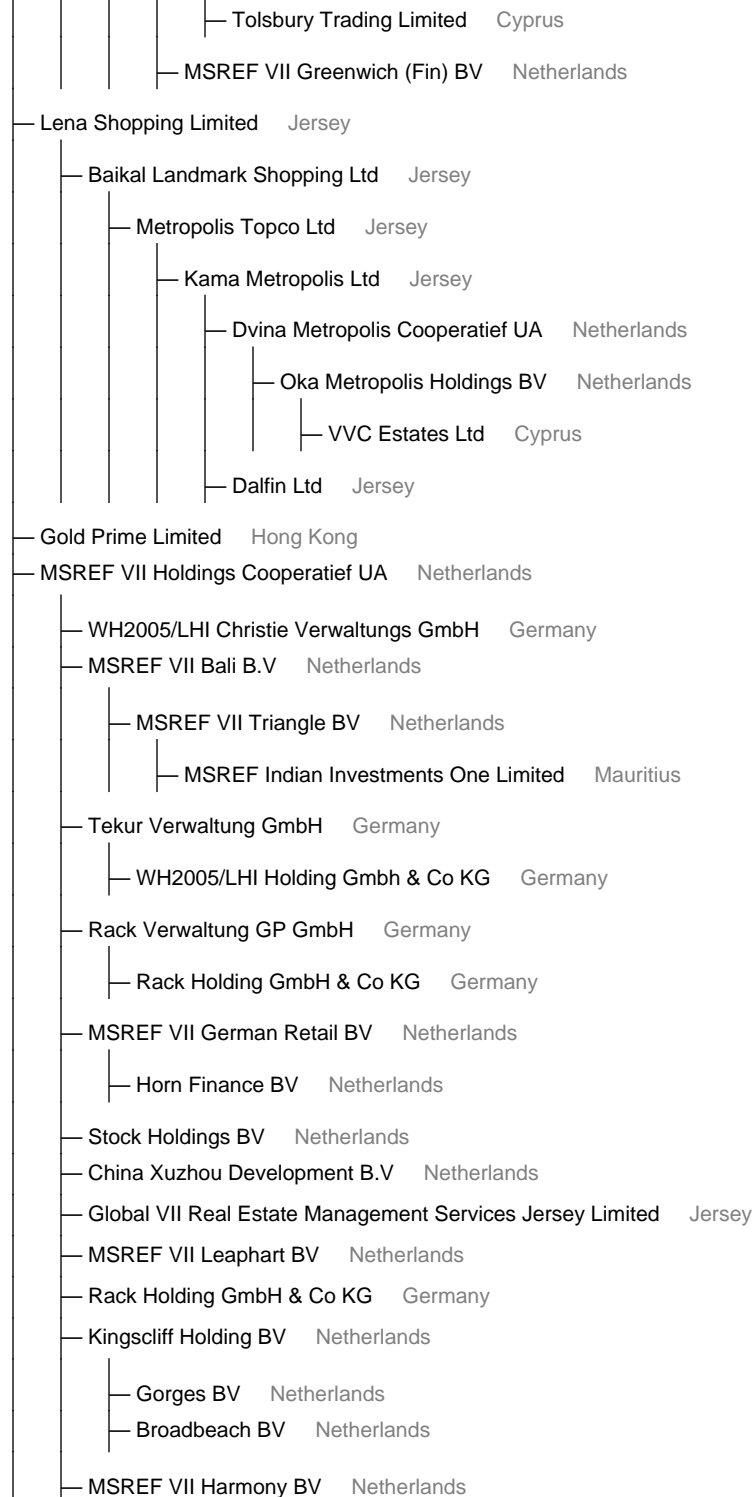 Tolsbury Trading Limited Cyprus
MSREF VII Greenwich (Fin) BV Netherlands
Lena Shopping Limited Jersey
Baikal Landmark Shopping Ltd Jersey
Metropolis Topco Ltd Jersey
Kama Metropolis Ltd Jersey
Dvina Metropolis Cooperatief UA Netherlands
Oka Metropolis Holdings BV Netherlands
VVC Estates Ltd Cyprus
Dalfin Ltd Jersey
Gold Prime Limited Hong Kong
MSREF VII Holdings Cooperatief UA Netherlands
WH2005/LHI Christie Verwaltungs GmbH Germany
MSREF VII Bali B.V Netherlands
MSREF VII Triangle BV Netherlands
MSREF Indian Investments One Limited Mauritius
Tekur Verwaltung GmbH Germany
WH2005/LHI Holding Gmbh & Co KG Germany
Rack Verwaltung GP GmbH Germany
Rack Holding GmbH & Co KG Germany
MSREF VII German Retail BV Netherlands
Horn Finance BV Netherlands
Stock Holdings BV Netherlands
China Xuzhou Development B.V Netherlands
Global VII Real Estate Management Services Jersey Limited Jersey
MSREF VII Leaphart BV Netherlands
Rack Holding GmbH & Co KG Germany
Kingscliff Holding BV Netherlands
Gorges BV Netherlands
Broadbeach BV Netherlands
MSREF VII Harmony BV Netherlands